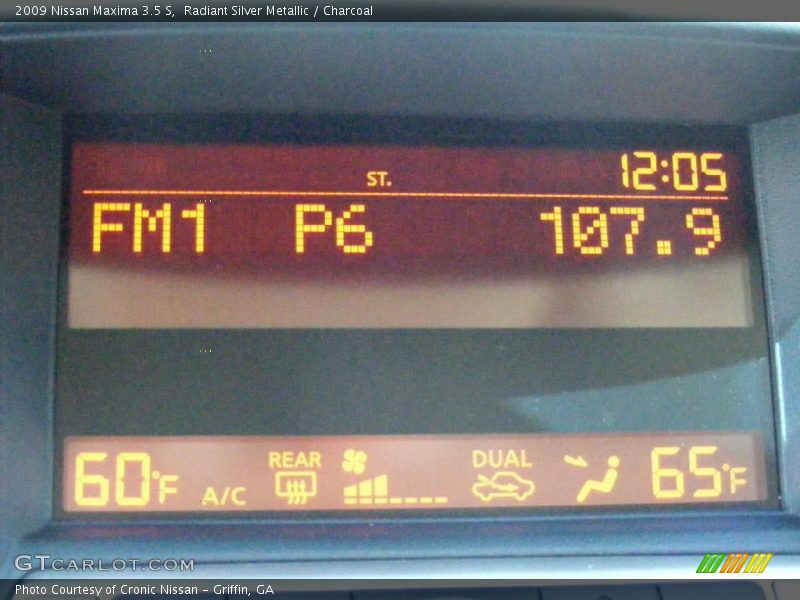 2009 Nissan Maxima 3.5 S,  Radiant Silver Metallic / Charcoal
ST. 12:05
FM1 P6 107.9
60°F A/C REAR DUAL 65°F
GTCARLOT.COM
Photo Courtesy of Cronic Nissan – Griffin, GA